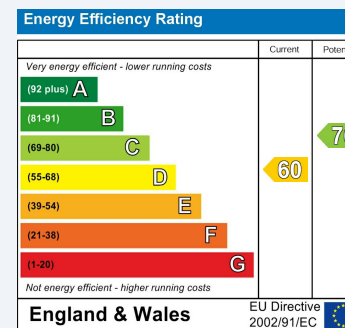 Energy Efficiency Rating
Current
Very energy efficient - lower running costs
(92 plus) A
(81-91) B
(69-80) C
(55-68) D
60
(39-54) E
(21-38) F
(1-20) G
Not energy efficient - higher running costs
England & Wales
EU Directive
2002/91/EC